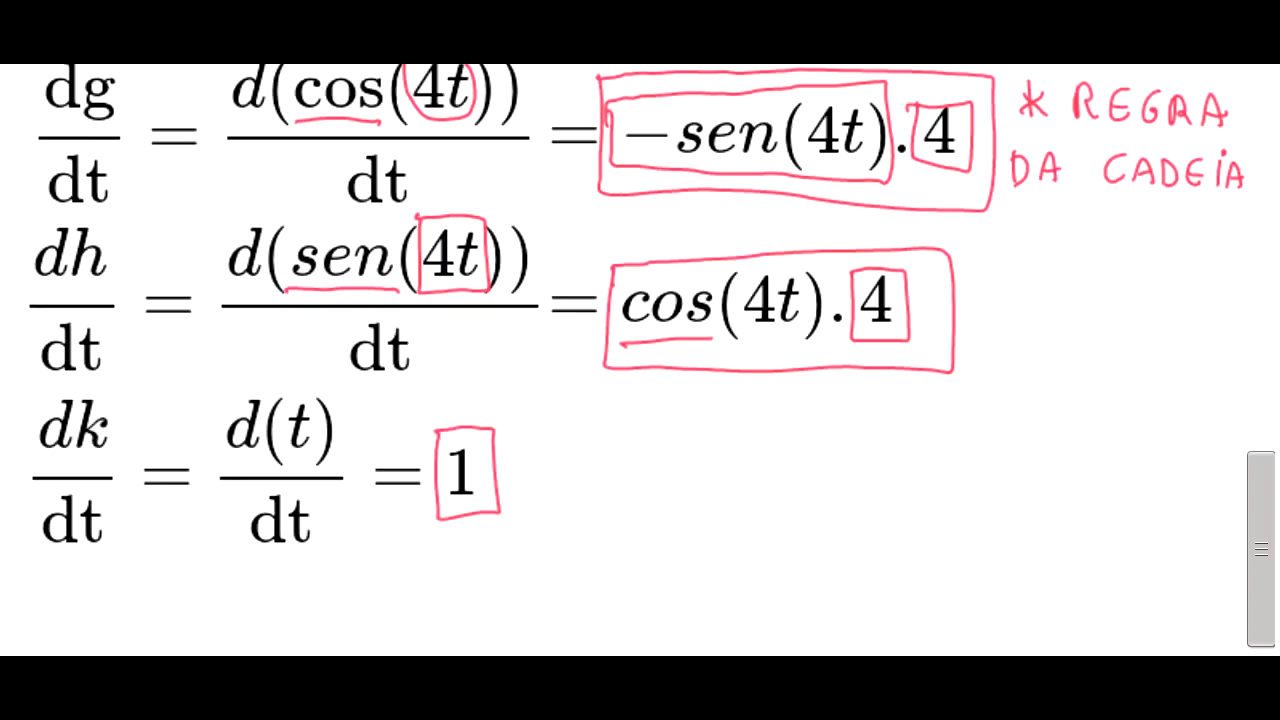 dg/dt = d(cos(4t))/dt = −sen(4t).4 * REGRA
DA CADEiA
dh/dt = d(sen(4t))/dt = cos(4t).4
dk/dt = d(t)/dt = 1